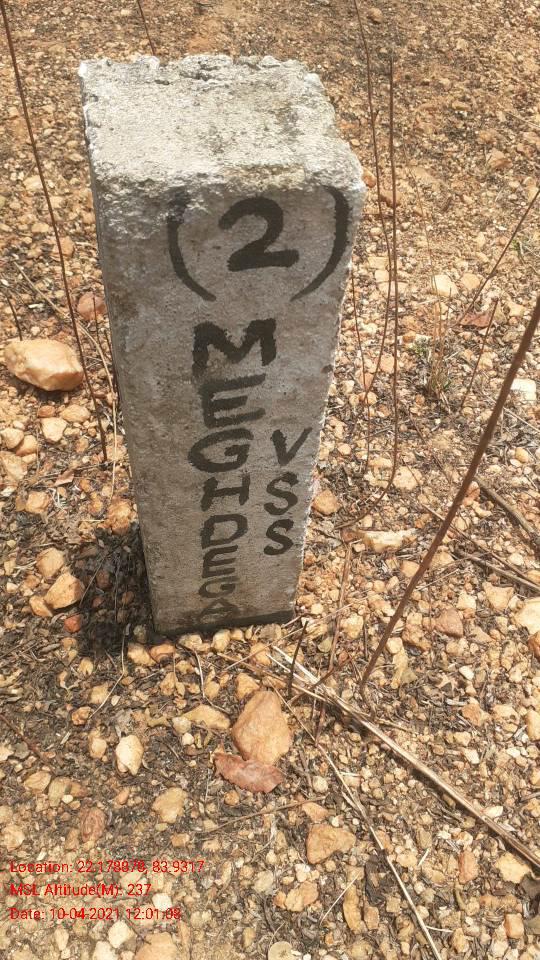 (2)
MEGHDEGA
VSS
Location: 22.178878, 83.9317
MSL Altitude(M): 237
Date: 10-04-2021 12:01:08